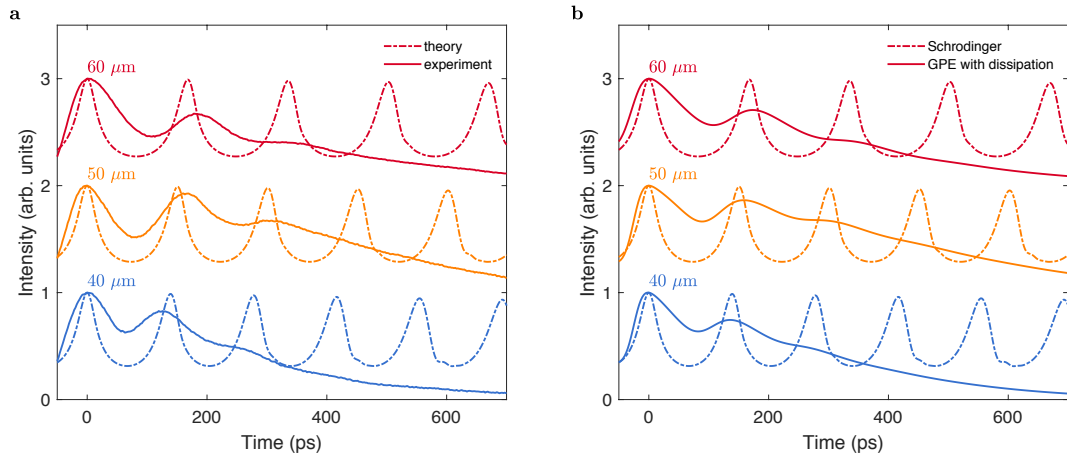 a
theory
experiment
60 μm
50 μm
40 μm
3
2
1
0
0 200 400 600
Time (ps)
Intensity (arb. units)
b
Schrodinger
GPE with dissipation
60 μm
50 μm
40 μm
3
2
1
0
0 200 400 600
Time (ps)
Intensity (arb. units)